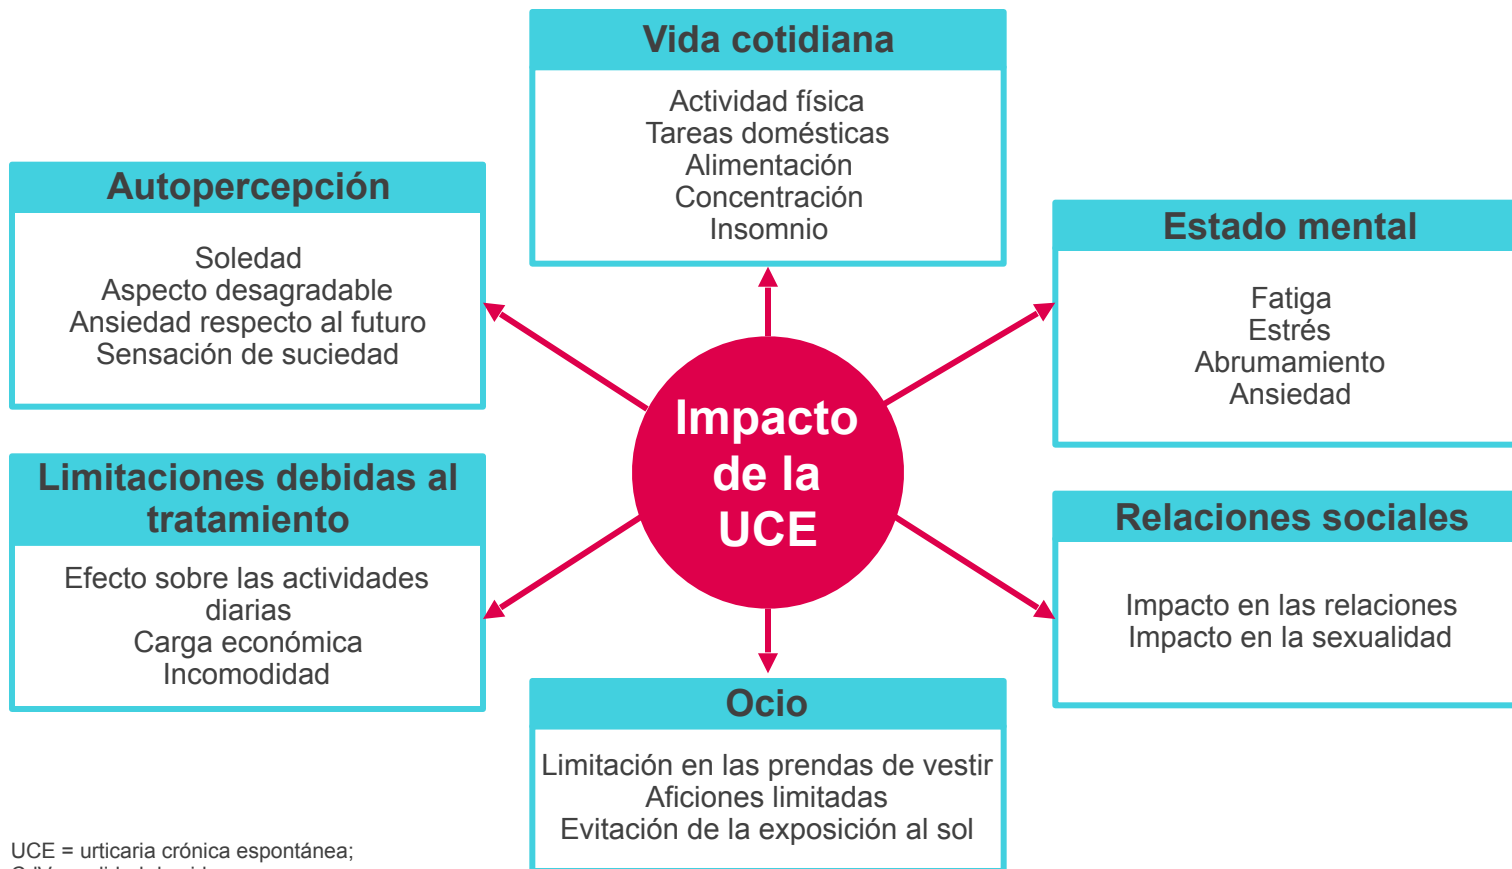 Vida cotidiana
Actividad física
Tareas domésticas
Alimentación
Concentración
Insomnio
Autopercepción
Soledad
Aspecto desagradable
Ansiedad respecto al futuro
Sensación de suciedad
Estado mental
Fatiga
Estrés
Abrumamiento
Ansiedad
Impacto
de la
UCE
Limitaciones debidas al
tratamiento
Efecto sobre las actividades
diarias
Carga económica
Incomodidad
Relaciones sociales
Impacto en las relaciones
Impacto en la sexualidad
Ocio
Limitación en las prendas de vestir
Aficiones limitadas
Evitación de la exposición al sol
UCE = urticaria crónica espontánea;